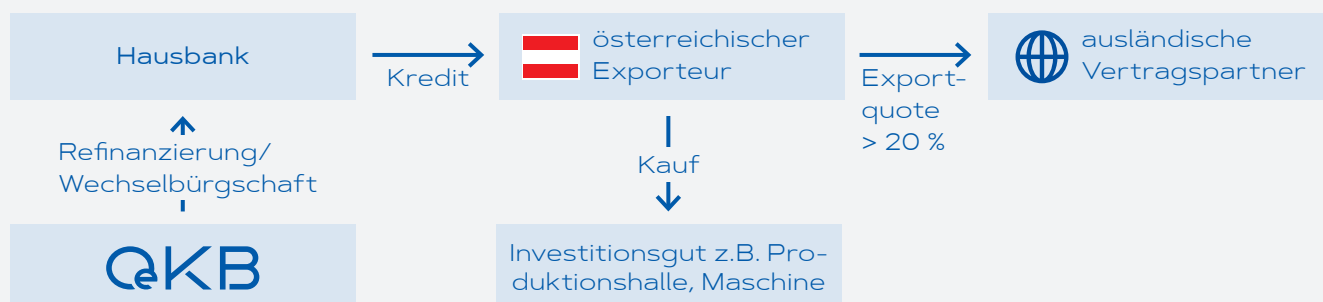 Hausbank
Kredit
österreichischer
Exporteur
Export-
quote
> 20 %
ausländische
Vertragspartner
Refinanzierung/
Wechselbürgschaft
Kauf
OeKB
Investitionsgut z.B. Pro-
duktionshalle, Maschine